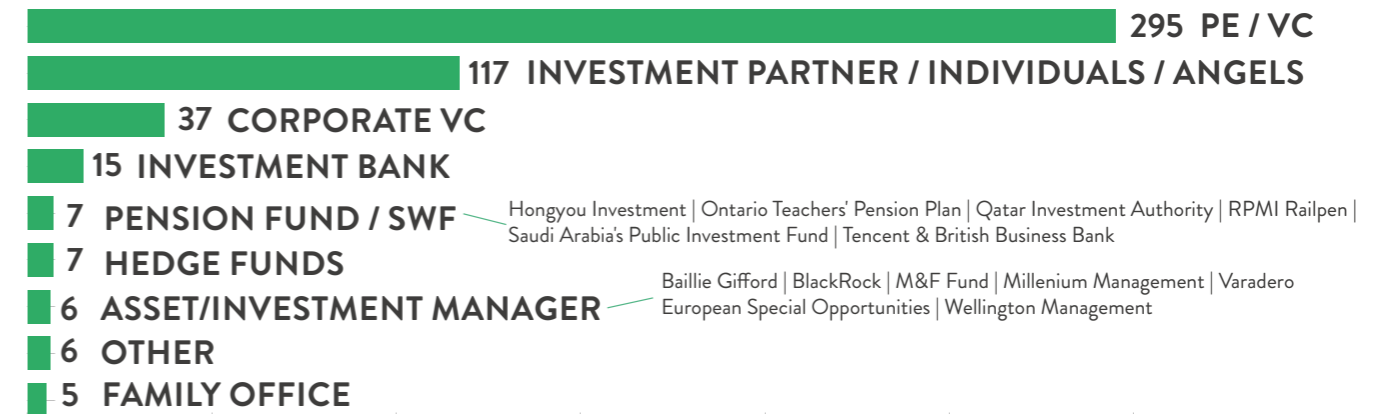 295 PE / VC
117 INVESTMENT PARTNER / INDIVIDUALS / ANGELS
37 CORPORATE VC
15 INVESTMENT BANK
7 PENSION FUND / SWF
Hongyou Investment | Ontario Teachers' Pension Plan | Qatar Investment Authority | RPMI Railpen |
Saudi Arabia's Public Investment Fund | Tencent & British Business Bank
7 HEDGE FUNDS
6 ASSET/INVESTMENT MANAGER
Baillie Gifford | BlackRock | M&F Fund | Millenium Management | Varadero
European Special Opportunities | Wellington Management
6 OTHER
5 FAMILY OFFICE